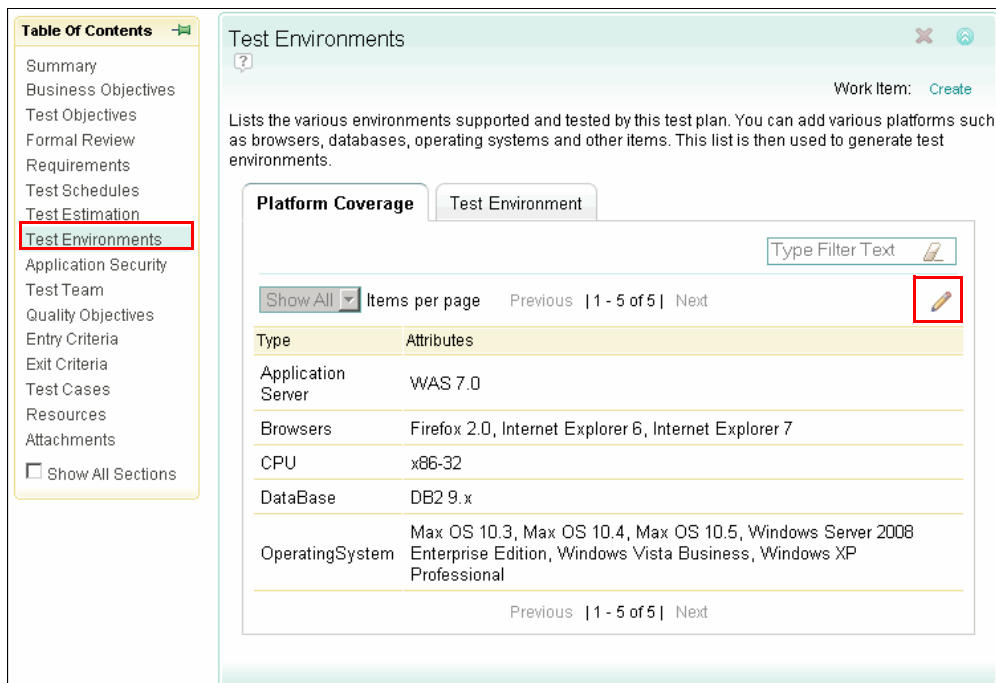 Table Of Contents
Summary
Business Objectives
Test Objectives
Formal Review
Requirements
Test Schedules
Test Estimation
Test Environments
Application Security
Test Team
Quality Objectives
Entry Criteria
Exit Criteria
Test Cases
Resources
Attachments
Show All Sections
Test Environments
?
Work Item: Create
Lists the various environments supported and tested by this test plan. You can add various platforms such
as browsers, databases, operating systems and other items. This list is then used to generate test
environments.
Platform Coverage Test Environment
Type Filter Text
Show All Items per page Previous | 1 - 5 of 5 | Next
Type Attributes
Application
Server WAS 7.0
Browsers Firefox 2.0, Internet Explorer 6, Internet Explorer 7
CPU x86-32
DataBase DB2 9.x
OperatingSystem Max OS 10.3, Max OS 10.4, Max OS 10.5, Windows Server 2008
Enterprise Edition, Windows Vista Business, Windows XP
Professional
Previous | 1 - 5 of 5 | Next